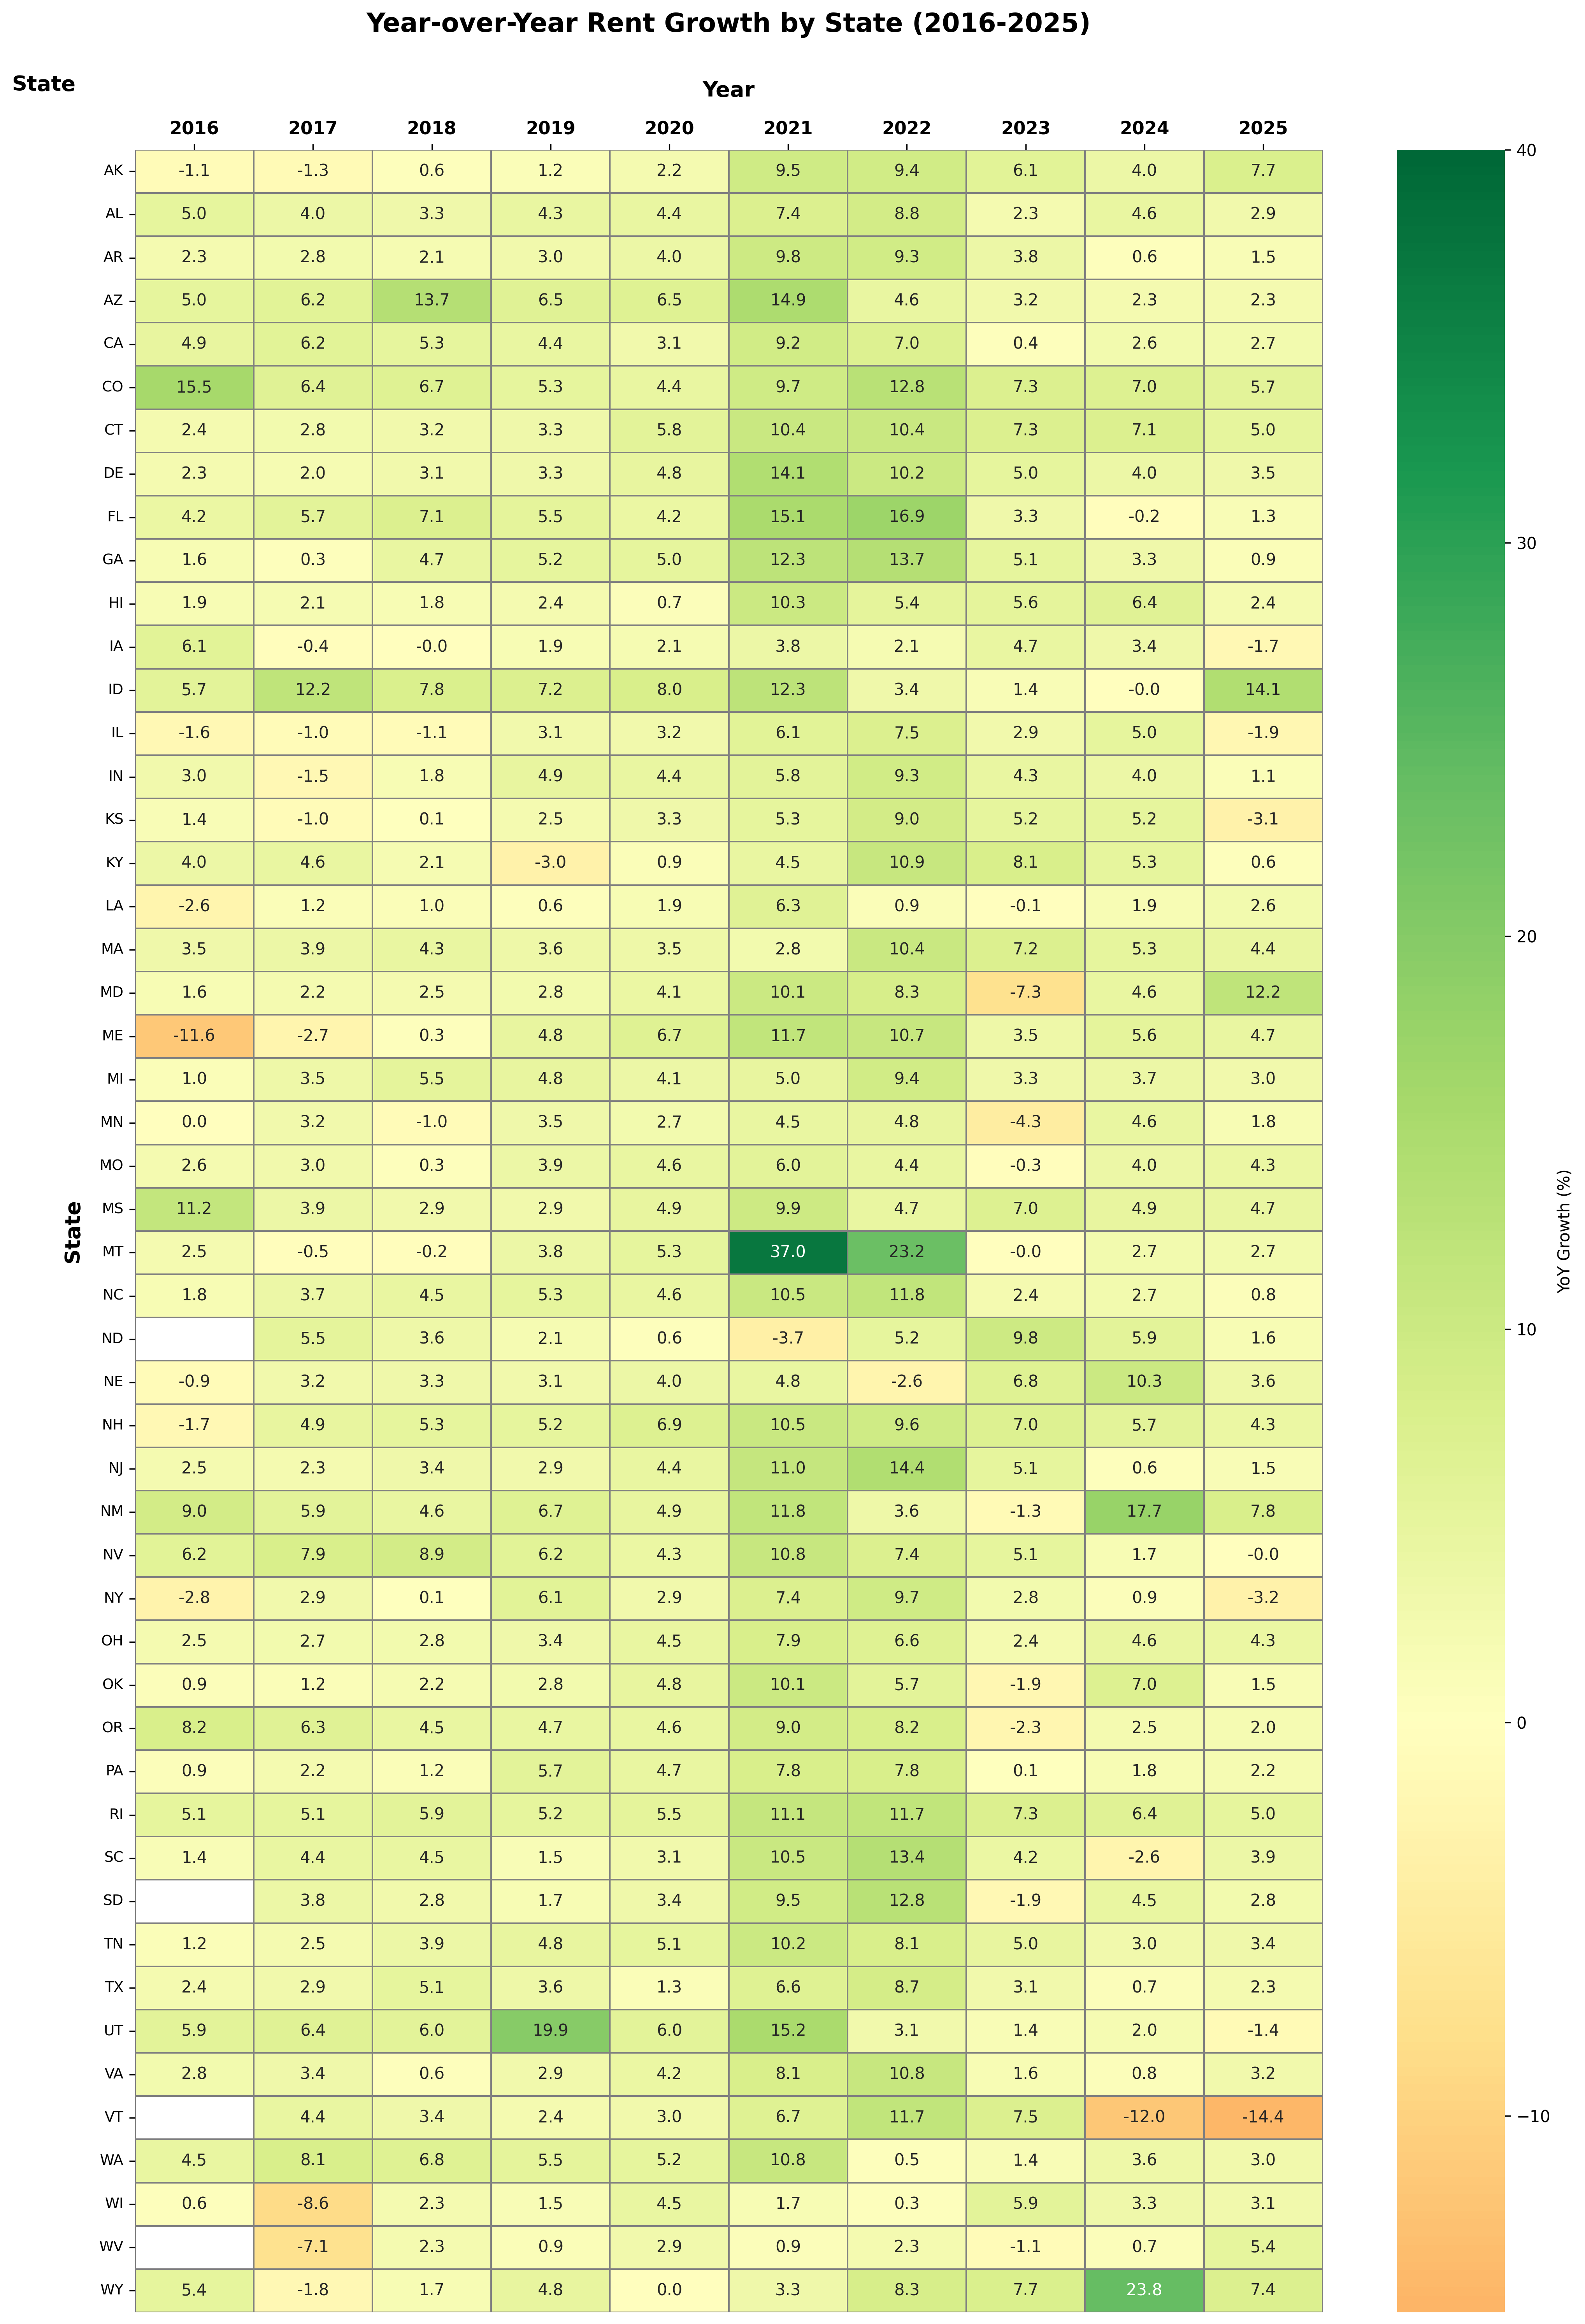 Year-over-Year Rent Growth by State (2016-2025)
State
Year
2016 2017 2018 2019 2020 2021 2022 2023 2024 2025
AK -1.1 -1.3 0.6 1.2 2.2 9.5 9.4 6.1 4.0 7.7
AL 5.0 4.0 3.3 4.3 4.4 7.4 8.8 2.3 4.6 2.9
AR 2.3 2.8 2.1 3.0 4.0 9.8 9.3 3.8 0.6 1.5
AZ 5.0 6.2 13.7 6.5 6.5 14.9 4.6 3.2 2.3 2.3
CA 4.9 6.2 5.3 4.4 3.1 9.2 7.0 0.4 2.6 2.7
CO 15.5 6.4 6.7 5.3 4.4 9.7 12.8 7.3 7.0 5.7
CT 2.4 2.8 3.2 3.3 5.8 10.4 10.4 7.3 7.1 5.0
DE 2.3 2.0 3.1 3.3 4.8 14.1 10.2 5.0 4.0 3.5
FL 4.2 5.7 7.1 5.5 4.2 15.1 16.9 3.3 -0.2 1.3
GA 1.6 0.3 4.7 5.2 5.0 12.3 13.7 5.1 3.3 0.9
HI 1.9 2.1 1.8 2.4 0.7 10.3 5.4 5.6 6.4 2.4
IA 6.1 -0.4 -0.0 1.9 2.1 3.8 2.1 4.7 3.4 -1.7
ID 5.7 12.2 7.8 7.2 8.0 12.3 3.4 1.4 -0.0 14.1
IL -1.6 -1.0 -1.1 3.1 3.2 6.1 7.5 2.9 5.0 -1.9
IN 3.0 -1.5 1.8 4.9 4.4 5.8 9.3 4.3 4.0 1.1
KS 1.4 -1.0 0.1 2.5 3.3 5.3 9.0 5.2 5.2 -3.1
KY 4.0 4.6 2.1 -3.0 0.9 4.5 10.9 8.1 5.3 0.6
LA -2.6 1.2 1.0 0.6 1.9 6.3 0.9 -0.1 1.9 2.6
MA 3.5 3.9 4.3 3.6 3.5 2.8 10.4 7.2 5.3 4.4
MD 1.6 2.2 2.5 2.8 4.1 10.1 8.3 -7.3 4.6 12.2
ME -11.6 -2.7 0.3 4.8 6.7 11.7 10.7 3.5 5.6 4.7
MI 1.0 3.5 5.5 4.8 4.1 5.0 9.4 3.3 3.7 3.0
MN 0.0 3.2 -1.0 3.5 2.7 4.5 4.8 -4.3 4.6 1.8
MO 2.6 3.0 0.3 3.9 4.6 6.0 4.4 -0.3 4.0 4.3
MS 11.2 3.9 2.9 2.9 4.9 9.9 4.7 7.0 4.9 4.7
MT 2.5 -0.5 -0.2 3.8 5.3 37.0 23.2 -0.0 2.7 2.7
NC 1.8 3.7 4.5 5.3 4.6 10.5 11.8 2.4 2.7 0.8
ND 5.5 3.6 2.1 0.6 -3.7 5.2 9.8 5.9 1.6
NE -0.9 3.2 3.3 3.1 4.0 4.8 -2.6 6.8 10.3 3.6
NH -1.7 4.9 5.3 5.2 6.9 10.5 9.6 7.0 5.7 4.3
NJ 2.5 2.3 3.4 2.9 4.4 11.0 14.4 5.1 0.6 1.5
NM 9.0 5.9 4.6 6.7 4.9 11.8 3.6 -1.3 17.7 7.8
NV 6.2 7.9 8.9 6.2 4.3 10.8 7.4 5.1 1.7 -0.0
NY -2.8 2.9 0.1 6.1 2.9 7.4 9.7 2.8 0.9 -3.2
OH 2.5 2.7 2.8 3.4 4.5 7.9 6.6 2.4 4.6 4.3
OK 0.9 1.2 2.2 2.8 4.8 10.1 5.7 -1.9 7.0 1.5
OR 8.2 6.3 4.5 4.7 4.6 9.0 8.2 -2.3 2.5 2.0
PA 0.9 2.2 1.2 5.7 4.7 7.8 7.8 0.1 1.8 2.2
RI 5.1 5.1 5.9 5.2 5.5 11.1 11.7 7.3 6.4 5.0
SC 1.4 4.4 4.5 1.5 3.1 10.5 13.4 4.2 -2.6 3.9
SD 3.8 2.8 1.7 3.4 9.5 12.8 -1.9 4.5 2.8
TN 1.2 2.5 3.9 4.8 5.1 10.2 8.1 5.0 3.0 3.4
TX 2.4 2.9 5.1 3.6 1.3 6.6 8.7 3.1 0.7 2.3
UT 5.9 6.4 6.0 19.9 6.0 15.2 3.1 1.4 2.0 -1.4
VA 2.8 3.4 0.6 2.9 4.2 8.1 10.8 1.6 0.8 3.2
VT 4.4 3.4 2.4 3.0 6.7 11.7 7.5 -12.0 -14.4
WA 4.5 8.1 6.8 5.5 5.2 10.8 0.5 1.4 3.6 3.0
WI 0.6 -8.6 2.3 1.5 4.5 1.7 0.3 5.9 3.3 3.1
WV -7.1 2.3 0.9 2.9 0.9 2.3 -1.1 0.7 5.4
WY 5.4 -1.8 1.7 4.8 0.0 3.3 8.3 7.7 23.8 7.4
State
40
30
20
10
0
−10
YoY Growth (%)